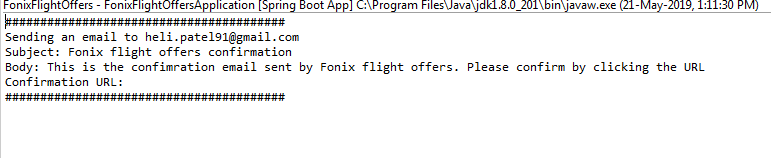 FonixFlightOffers - FonixFlightOffersApplication [Spring Boot App] C:\Program Files\Java\jdk1.8.0_201\bin\javaw.exe (21-May-2019, 1:11:30 PM)
########################################
Sending an email to heli.patel91@gmail.com
Subject: Fonix flight offers confirmation
Body: This is the confimration email sent by Fonix flight offers. Please confirm by clicking the URL
Confirmation URL:
########################################